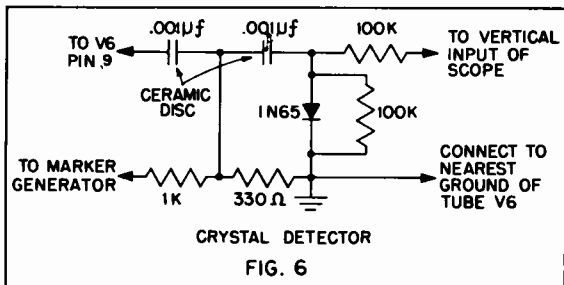 .001µf
.001µf
100K
TO V6
PIN 9
TO VERTICAL
INPUT OF
SCOPE
CERAMIC
DISC
1N65
100K
TO MARKER
GENERATOR
1K
330Ω
CONNECT TO
NEAREST
GROUND OF
TUBE V6
CRYSTAL DETECTOR
FIG. 6